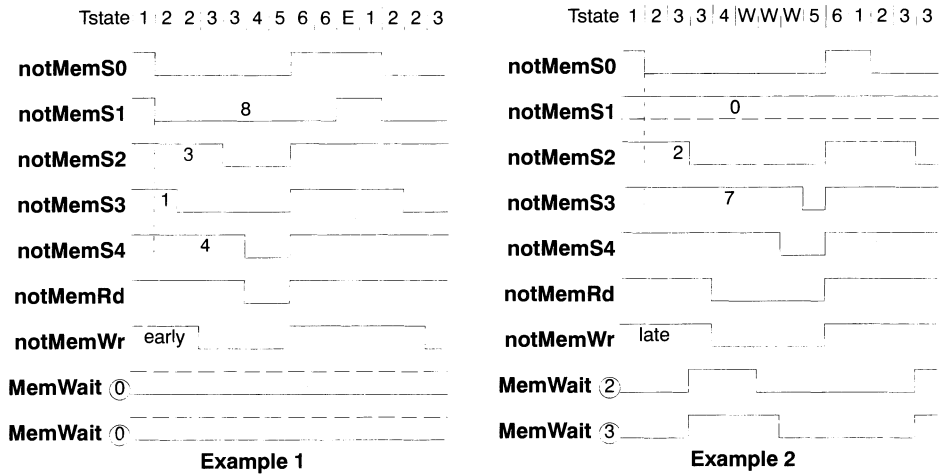 Tstate 1 2 2 3 3 4 5 6 6 E 1 2 2 3
notMemS0
notMemS1 8
notMemS2 3
notMemS3 1
notMemS4 4
notMemRd
notMemWr early
MemWait 0
MemWait 0
Example 1
Tstate 1 2 3 3 4 W W W 5 6 1 2 3 3
notMemS0
notMemS1 0
notMemS2 2
notMemS3 7
notMemS4
notMemRd
notMemWr late
MemWait 2
MemWait 3
Example 2